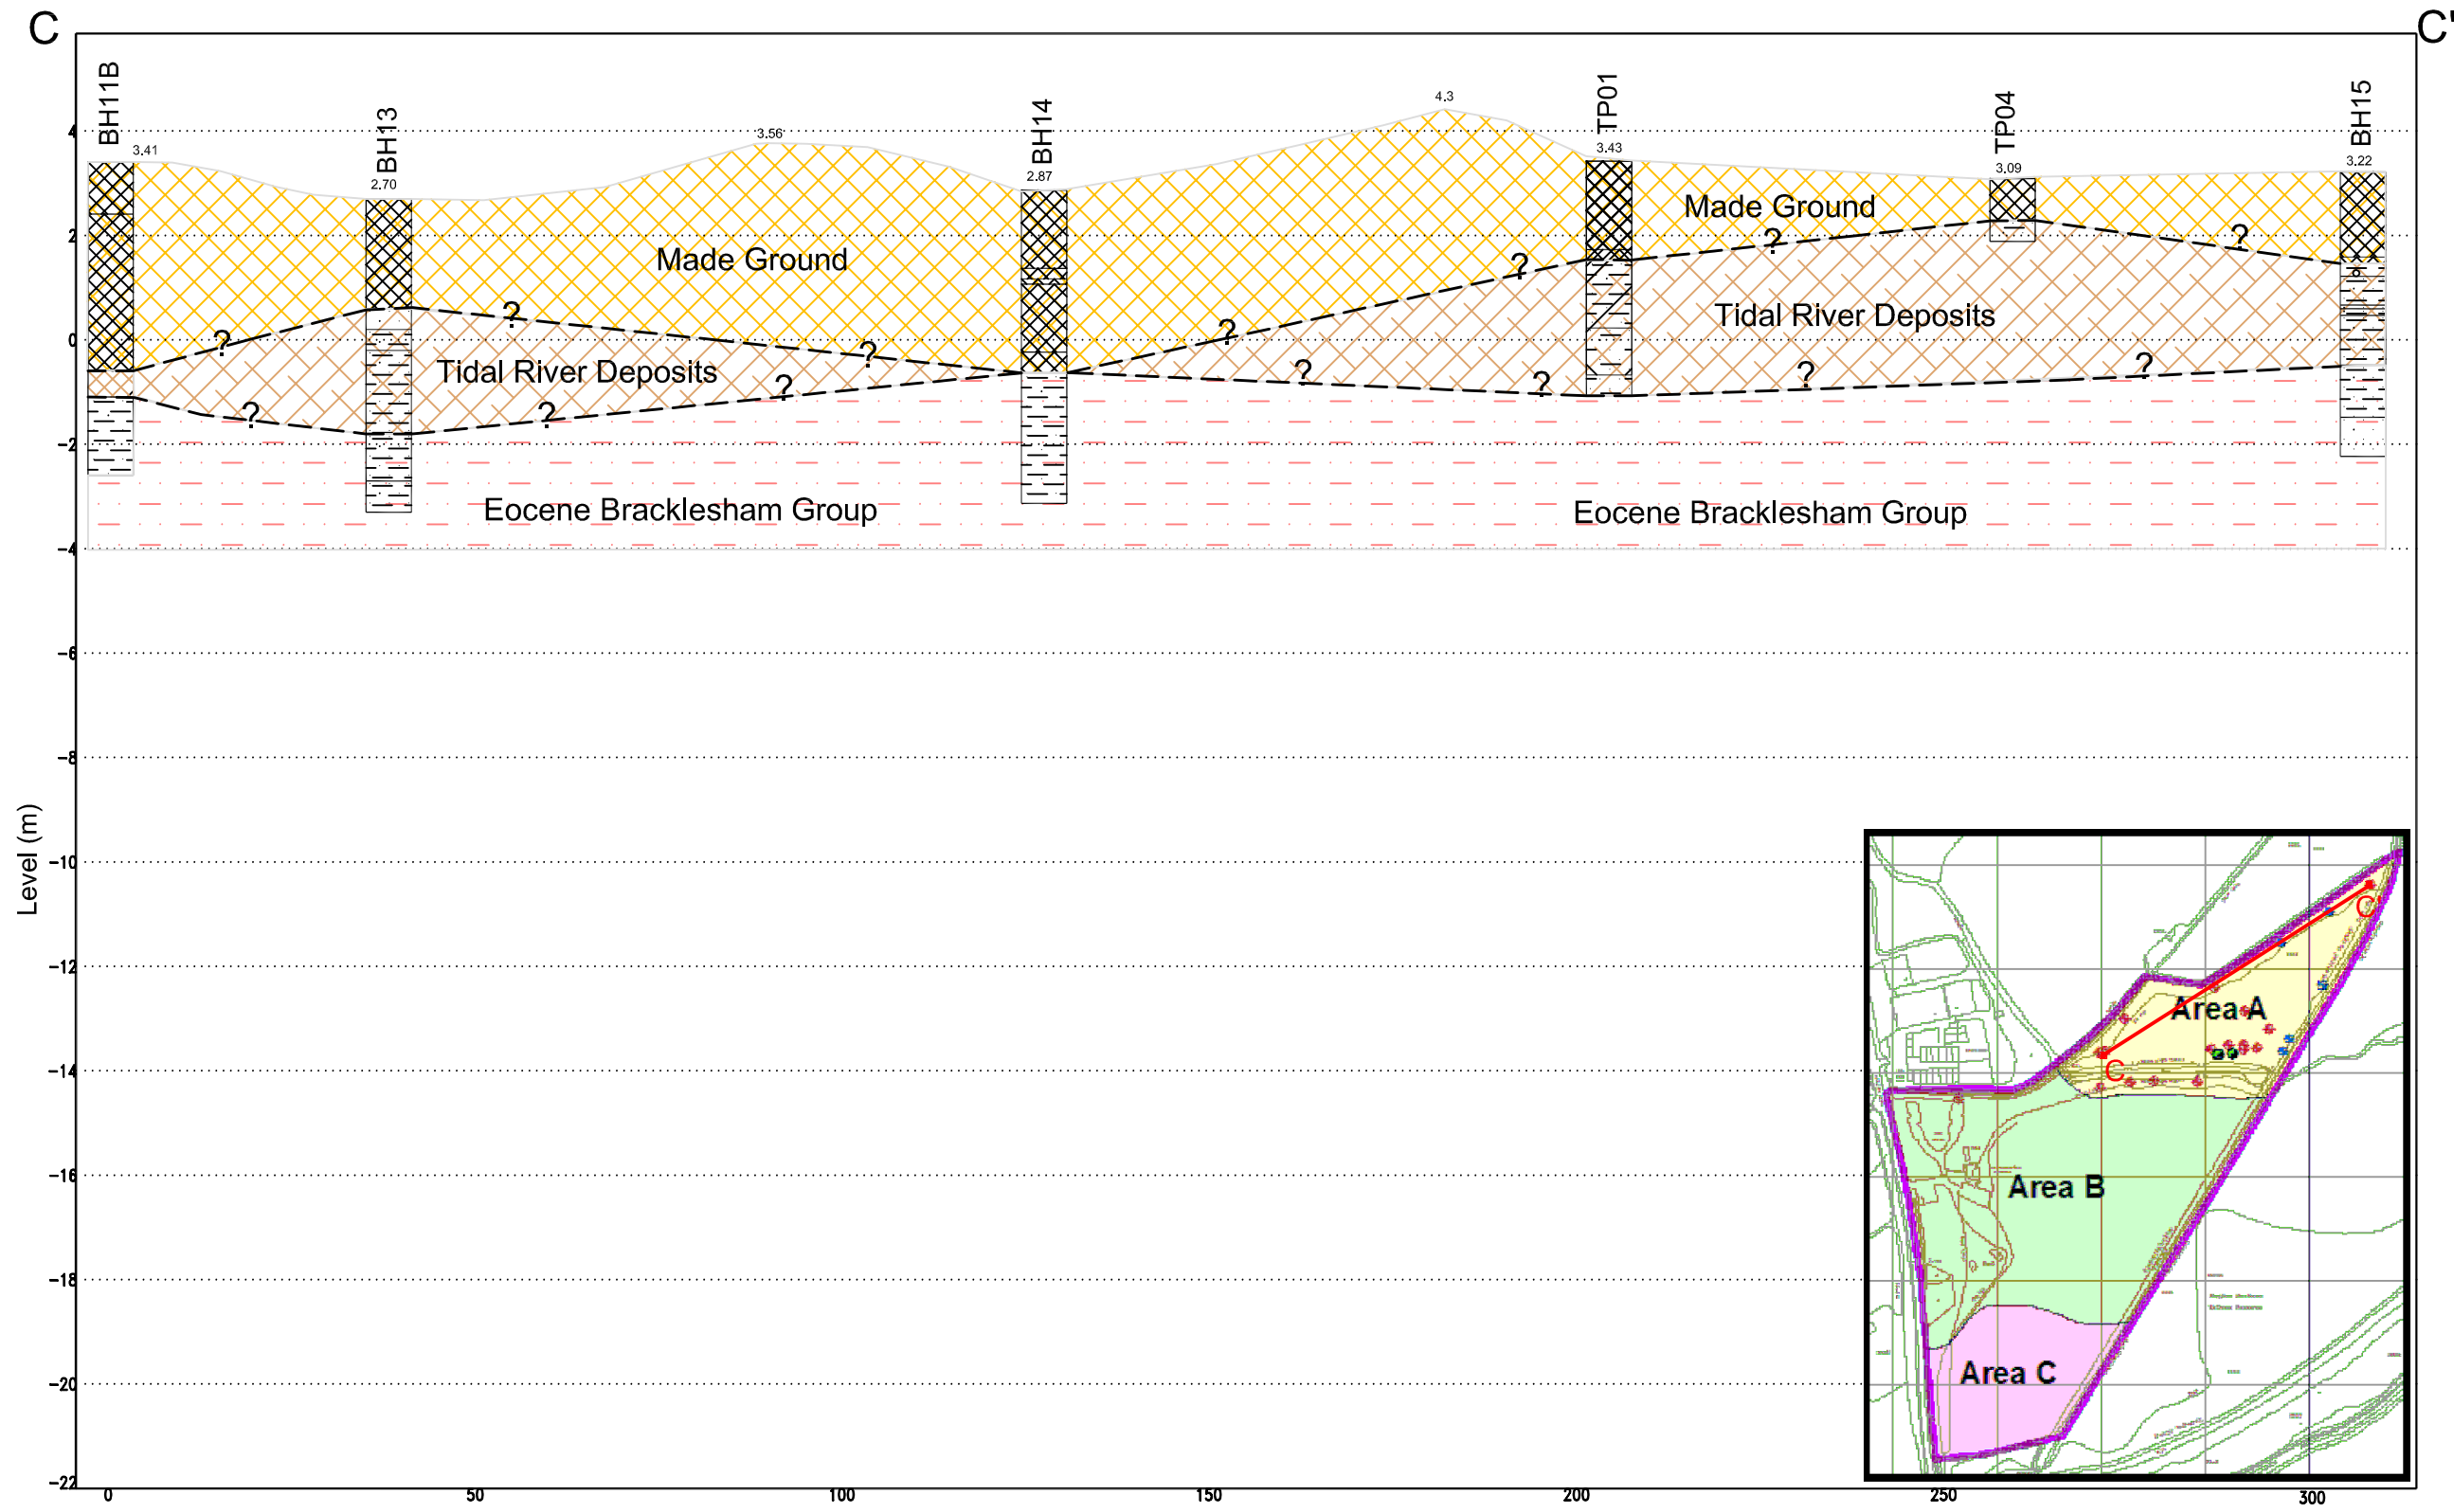 C
C'
BH11B
BH13
BH14
TP01
TP04
BH15
3.41
2.70
3.56
2.87
4.3
3.43
3.09
3.22
Made Ground
Made Ground
Tidal River Deposits
Tidal River Deposits
Eocene Bracklesham Group
Eocene Bracklesham Group
? ? ? ? ? ? ? ? ? ? ? ? ? ? ?
Level (m)
4
2
0
-2
-4
-6
-8
-10
-12
-14
-16
-18
-20
-22
0 50 100 150 200 250 300
C'
Area A
C
Area B
Area C